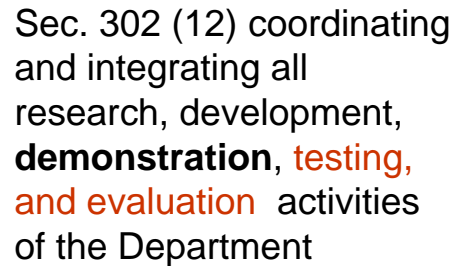 Sec. 302 (12) coordinating
and integrating all
research, development,
demonstration, testing,
and evaluation activities
of the Department